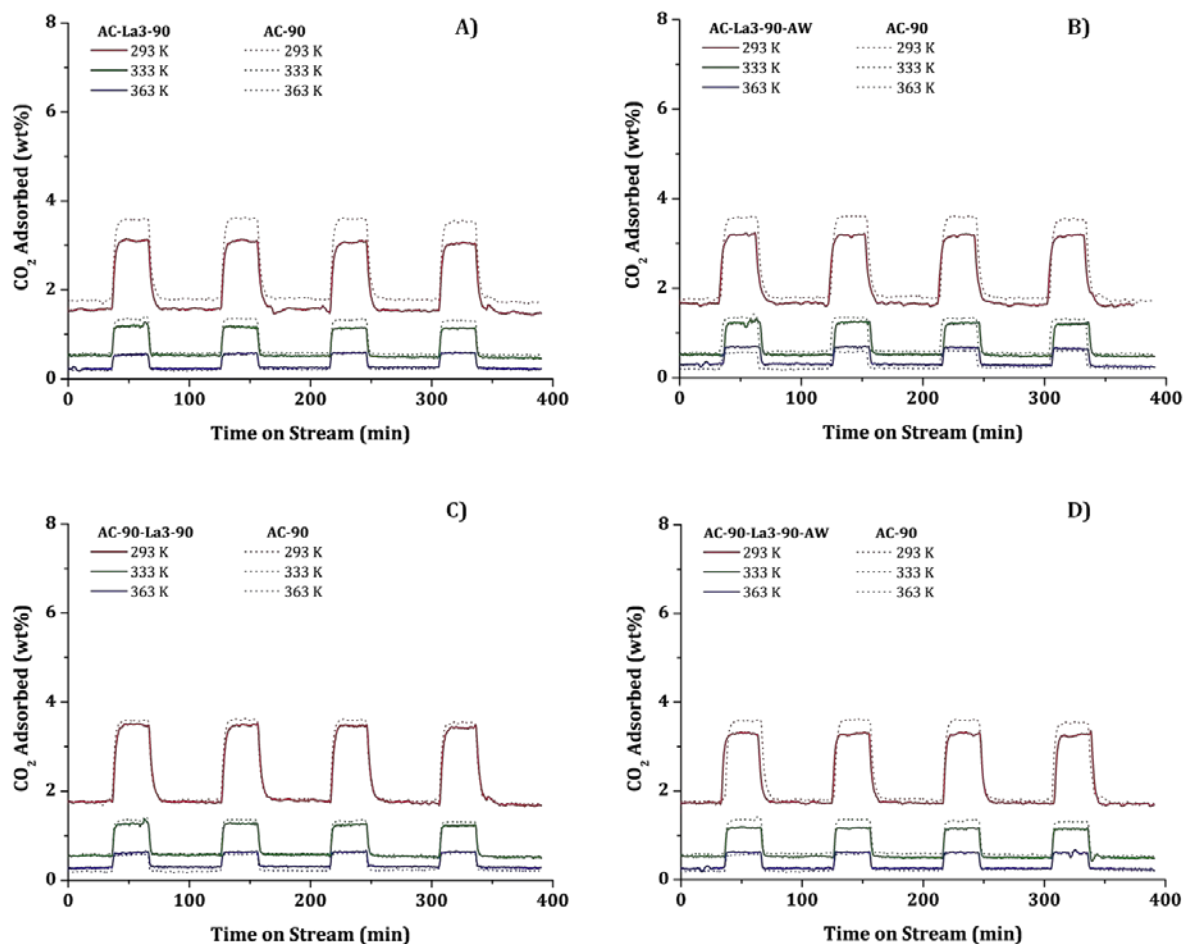 AC-La3-90 AC-90 A)
293 K 293 K
333 K 333 K
363 K 363 K
CO2 Adsorbed (wt%)
8
6
4
2
0
0 100 200 300 400
Time on Stream (min)
AC-La3-90-AW AC-90 B)
293 K 293 K
333 K 333 K
363 K 363 K
CO2 Adsorbed (wt%)
8
6
4
2
0
0 100 200 300 400
Time on Stream (min)
AC-90-La3-90 AC-90 C)
293 K 293 K
333 K 333 K
363 K 363 K
CO2 Adsorbed (wt%)
8
6
4
2
0
0 100 200 300 400
Time on Stream (min)
AC-90-La3-90-AW AC-90 D)
293 K 293 K
333 K 333 K
363 K 363 K
CO2 Adsorbed (wt%)
8
6
4
2
0
0 100 200 300 400
Time on Stream (min)